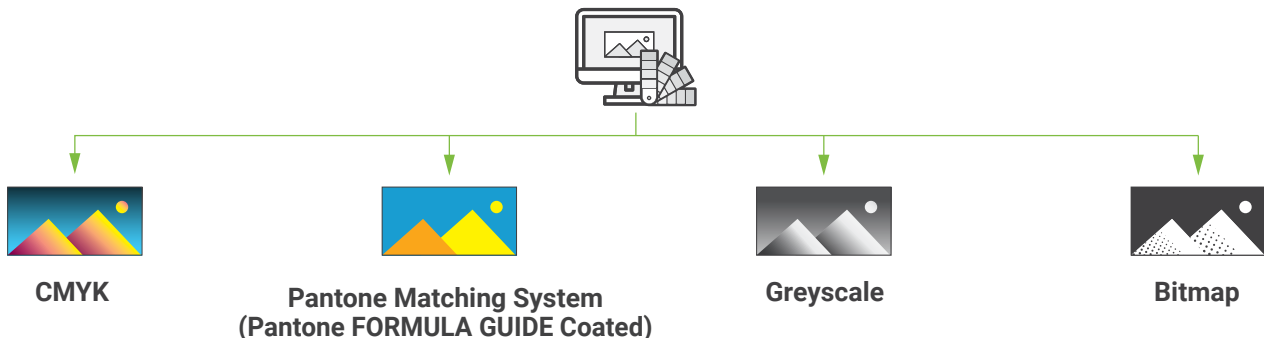 CMYK
Pantone Matching System
(Pantone FORMULA GUIDE Coated)
Greyscale
Bitmap